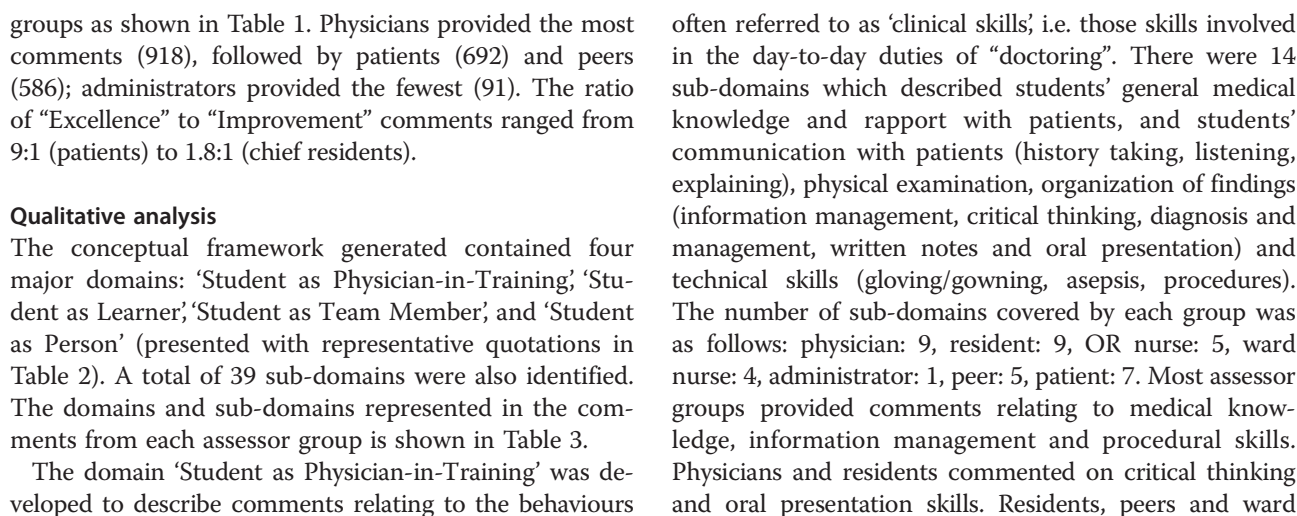 groups as shown in Table 1. Physicians provided the most
comments (918), followed by patients (692) and peers
(586); administrators provided the fewest (91). The ratio
of “Excellence” to “Improvement” comments ranged from
9:1 (patients) to 1.8:1 (chief residents).
Qualitative analysis
The conceptual framework generated contained four
major domains: ‘Student as Physician-in-Training’, ‘Stu-
dent as Learner’, ‘Student as Team Member’, and ‘Student
as Person’ (presented with representative quotations in
Table 2). A total of 39 sub-domains were also identified.
The domains and sub-domains represented in the com-
ments from each assessor group is shown in Table 3.
The domain ‘Student as Physician-in-Training’ was de-
veloped to describe comments relating to the behaviours
often referred to as ‘clinical skills’, i.e. those skills involved
in the day-to-day duties of “doctoring”. There were 14
sub-domains which described students’ general medical
knowledge and rapport with patients, and students’
communication with patients (history taking, listening,
explaining), physical examination, organization of findings
(information management, critical thinking, diagnosis and
management, written notes and oral presentation) and
technical skills (gloving/gowning, asepsis, procedures).
The number of sub-domains covered by each group was
as follows: physician: 9, resident: 9, OR nurse: 5, ward
nurse: 4, administrator: 1, peer: 5, patient: 7. Most assessor
groups provided comments relating to medical know-
ledge, information management and procedural skills.
Physicians and residents commented on critical thinking
and oral presentation skills. Residents, peers and ward